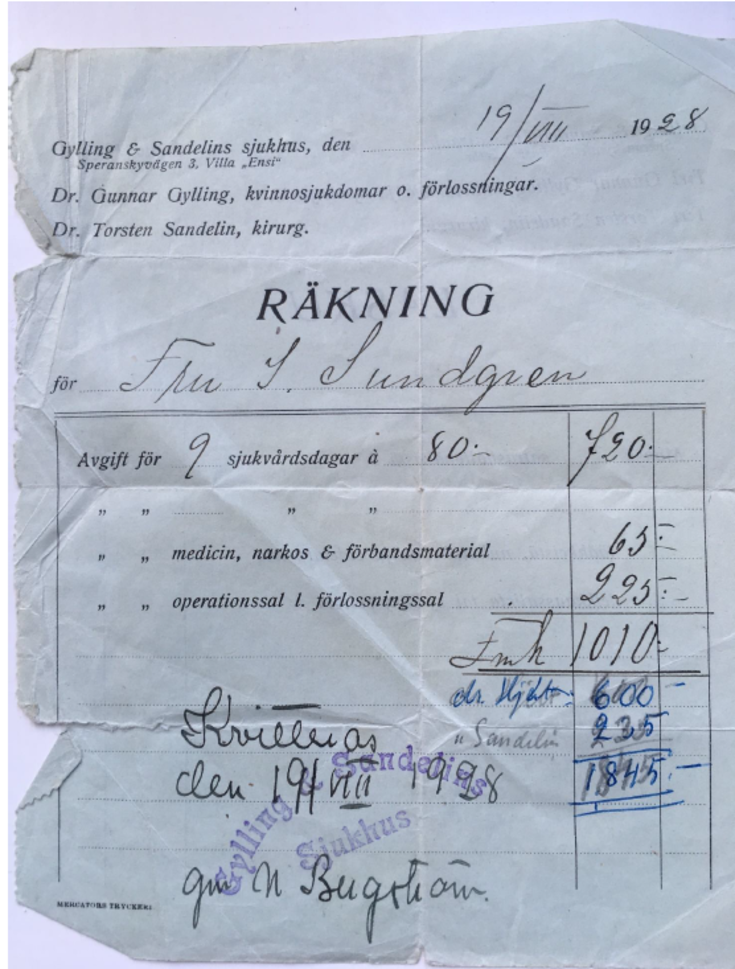 19/VIII 1928
Gylling & Sandelins sjukhus, den
Speranskyvägen 3, Villa „Ensi"
Dr. Gunnar Gylling, kvinnosjukdomar o. förlossningar.
Dr. Torsten Sandelin, kirurg.
RÄKNING
för Fru S. Sundgren
Avgift för 9 sjukvårdsdagar à 80:- 720:-
„ „ „ „
„ „ medicin, narkos & förbandsmaterial 65:-
„ „ operationssal l. förlossningssal 225:-
Fmk 1010:-
dr. 600:-
„ Sandelin 235
1845:-
Kvitteras
den 19/VIII 1928
Gylling & Sandelins
Sjukhus
gm N
MERCATORS TRYCKERI